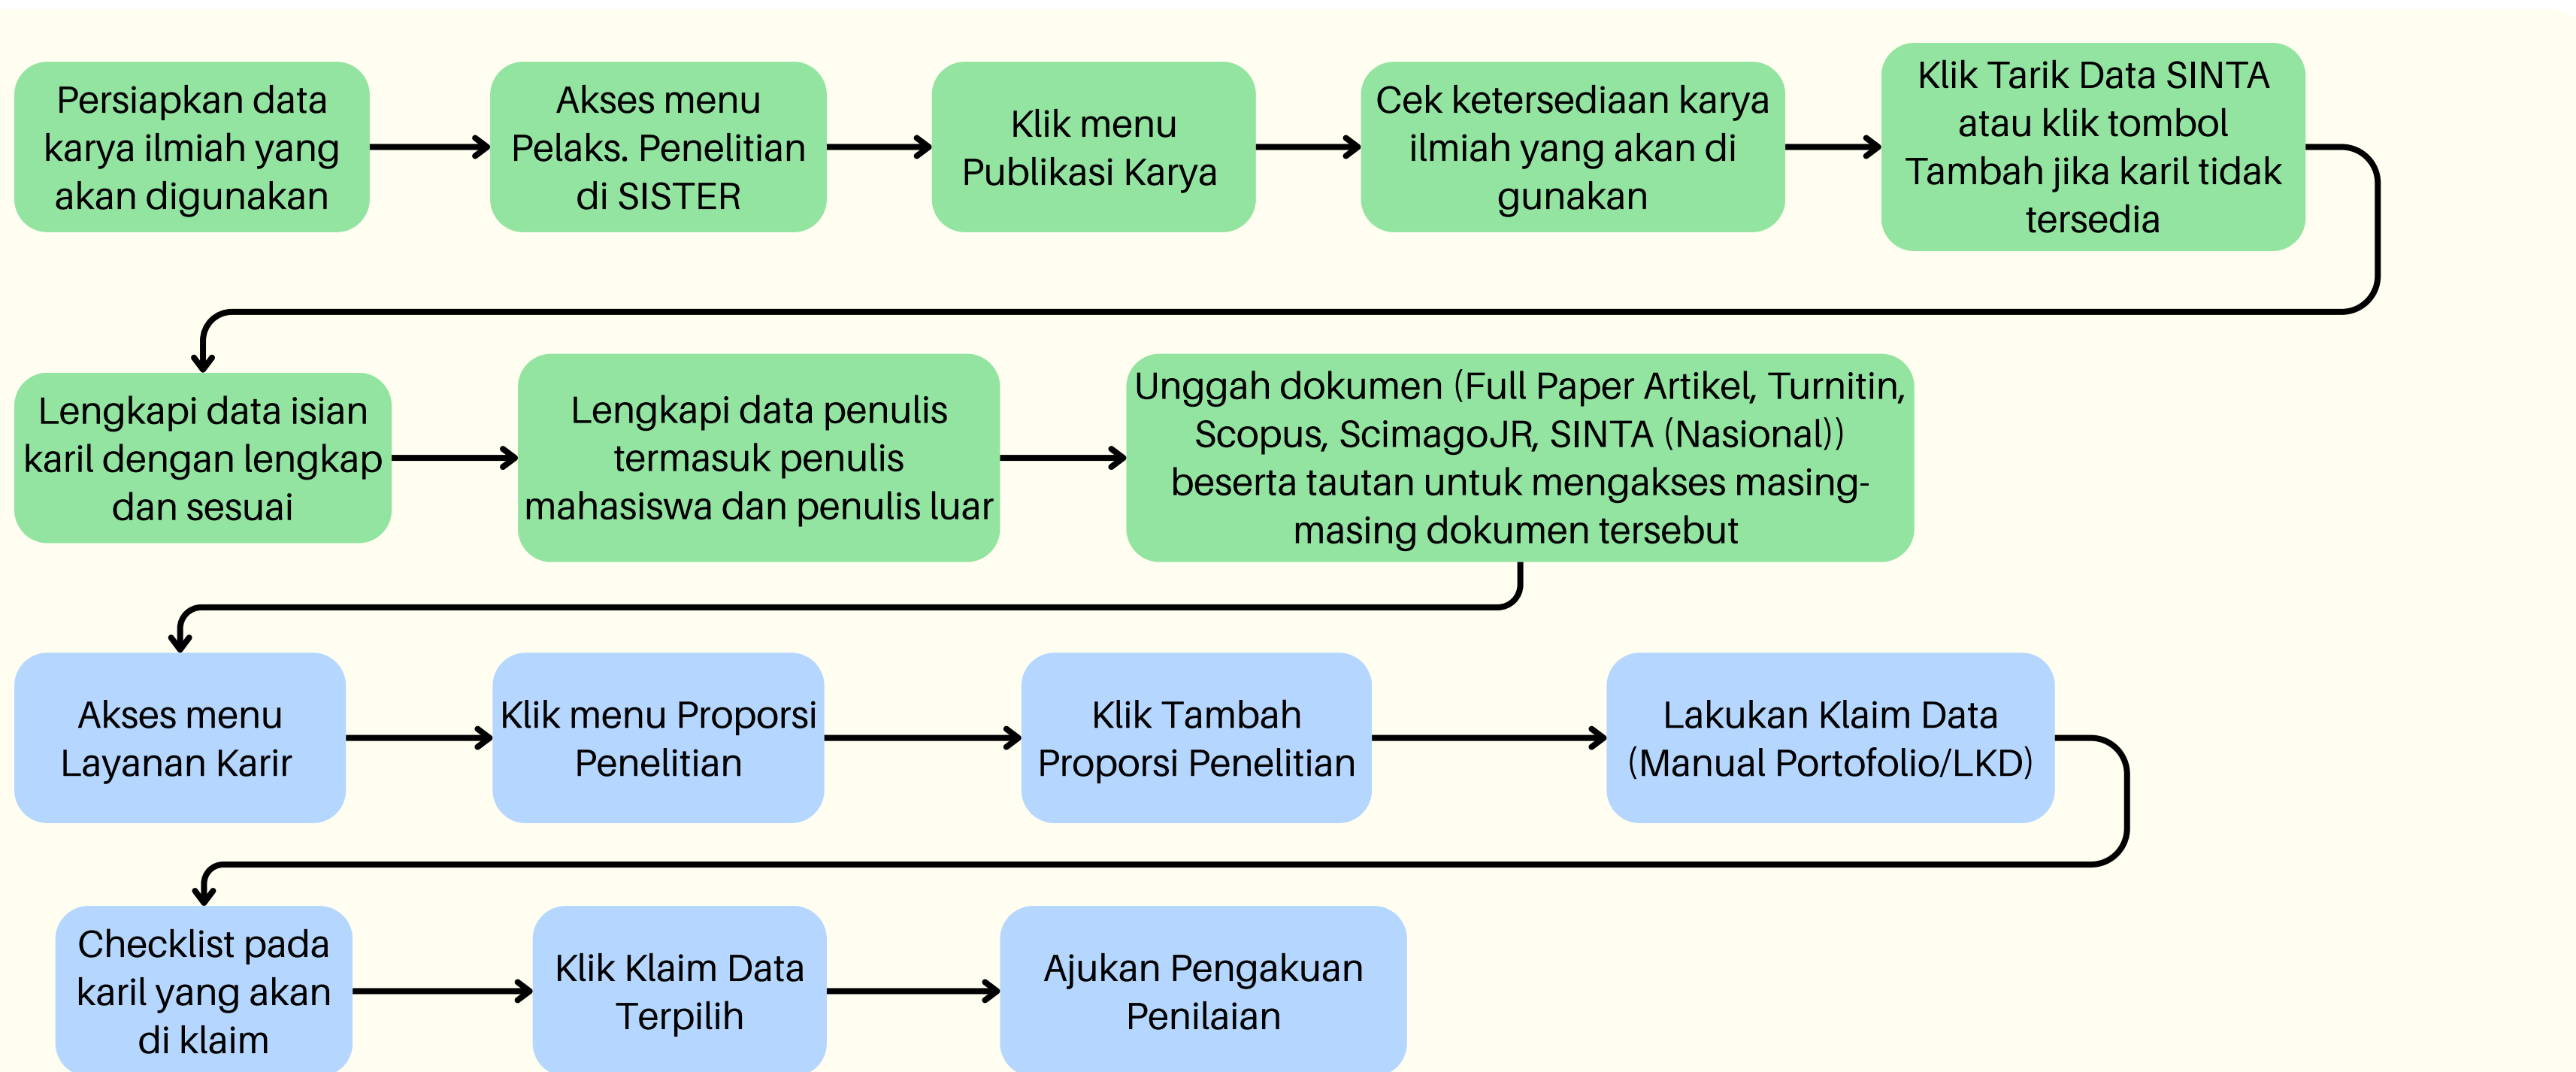 Persiapkan data
karya ilmiah yang
akan digunakan
Akses menu
Pelaks. Penelitian
di SISTER
Klik menu
Publikasi Karya
Cek ketersediaan karya
ilmiah yang akan di
gunakan
Klik Tarik Data SINTA
atau klik tombol
Tambah jika karil tidak
tersedia
Lengkapi data isian
karil dengan lengkap
dan sesuai
Lengkapi data penulis
termasuk penulis
mahasiswa dan penulis luar
Unggah dokumen (Full Paper Artikel, Turnitin,
Scopus, ScimagoJR, SINTA (Nasional))
beserta tautan untuk mengakses masing-
masing dokumen tersebut
Akses menu
Layanan Karir
Klik menu Proporsi
Penelitian
Klik Tambah
Proporsi Penelitian
Lakukan Klaim Data
(Manual Portofolio/LKD)
Checklist pada
karil yang akan
di klaim
Klik Klaim Data
Terpilih
Ajukan Pengakuan
Penilaian